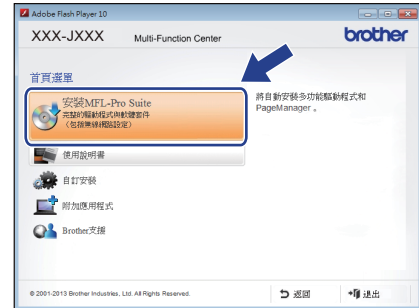 Adobe Flash Player 10
XXX-JXXX Multi-Function Center brother
首頁選單
安裝MFL-Pro Suite
完整的驅動程式與軟體套件
（包括無線網路設定）
將自動安裝多功能驅動程式和
PageManager。
使用說明書
自訂安裝
附加應用程式
Brother支援
© 2001-2013 Brother Industries, Ltd. All Rights Reserved. 返回 退出